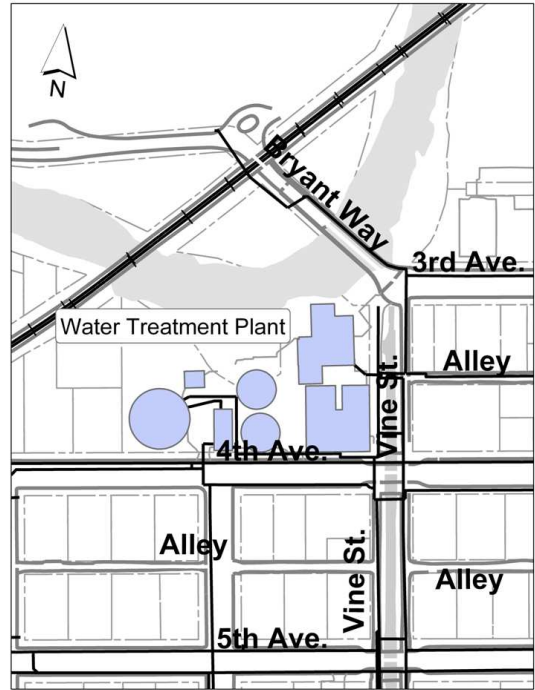 N
Bryant Way
3rd Ave.
Water Treatment Plant
Alley
Vine St.
4th Ave.
Alley
Vine St.
Alley
5th Ave.